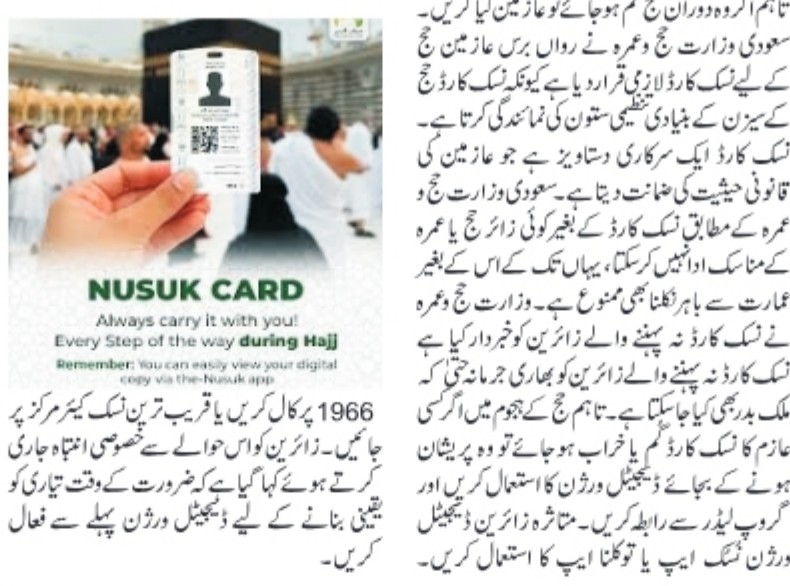 تاہم اگر وہ دوران حج گم ہوجائے تو عازمین کیا کریں۔
سعودی وزارت حج وعمرہ نے رواں برس عازمین حج
کے لیے نسک کارڈ لازمی قرار دیا ہے کیونکہ نسک کارڈ حج
کے سیزن کے بنیادی تنظیمی ستون کی نمائندگی کرتا ہے۔
نسک کارڈ ایک سرکاری دستاویز ہے جو عازمین کی
قانونی حیثیت کی ضمانت دیتا ہے۔ سعودی وزارت حج و
عمرہ کے مطابق نسک کارڈ کے بغیر کوئی زائر حج یا عمرہ
کے مناسک ادا نہیں کرسکتا، یہاں تک کے اس کے بغیر
عمارت سے باہر نکلنا بھی ممنوع ہے۔ وزارت حج وعمرہ
نے نسک کارڈ نہ پہننے والے زائرین کو خبردار کیا ہے
نسک کارڈ نہ پہننے والے زائرین کو بھاری جرمانہ حتیٰ کہ
ملک بدر بھی کیا جاسکتا ہے۔ تاہم حج کے ہجوم میں اگر کسی
عازم کا نسک کارڈ گُم یا خراب ہوجائے تو وہ پریشان
ہونے کے بجائے ڈیجیٹل ورژن کا استعمال کریں اور
گروپ لیڈر سے رابطہ کریں۔ متاثرہ زائرین ڈیجیٹل
ورژن نُسک ایپ یا توکلنا ایپ کا استعمال کریں۔
NUSUK CARD
Always carry it with you!
Every Step of the way during Hajj
Remember: You can easily view your digital
copy via the Nusuk app
1966 پر کال کریں یا قریب ترین نسک کیئر مرکز پر
جائیں۔ زائرین کو اس حوالے سے خصوصی انتباہ جاری
کرتے ہوئے کہا گیا ہے کہ ضرورت کے وقت تیاری کو
یقینی بنانے کے لیے ڈیجیٹل ورژن پہلے سے فعال
کریں۔